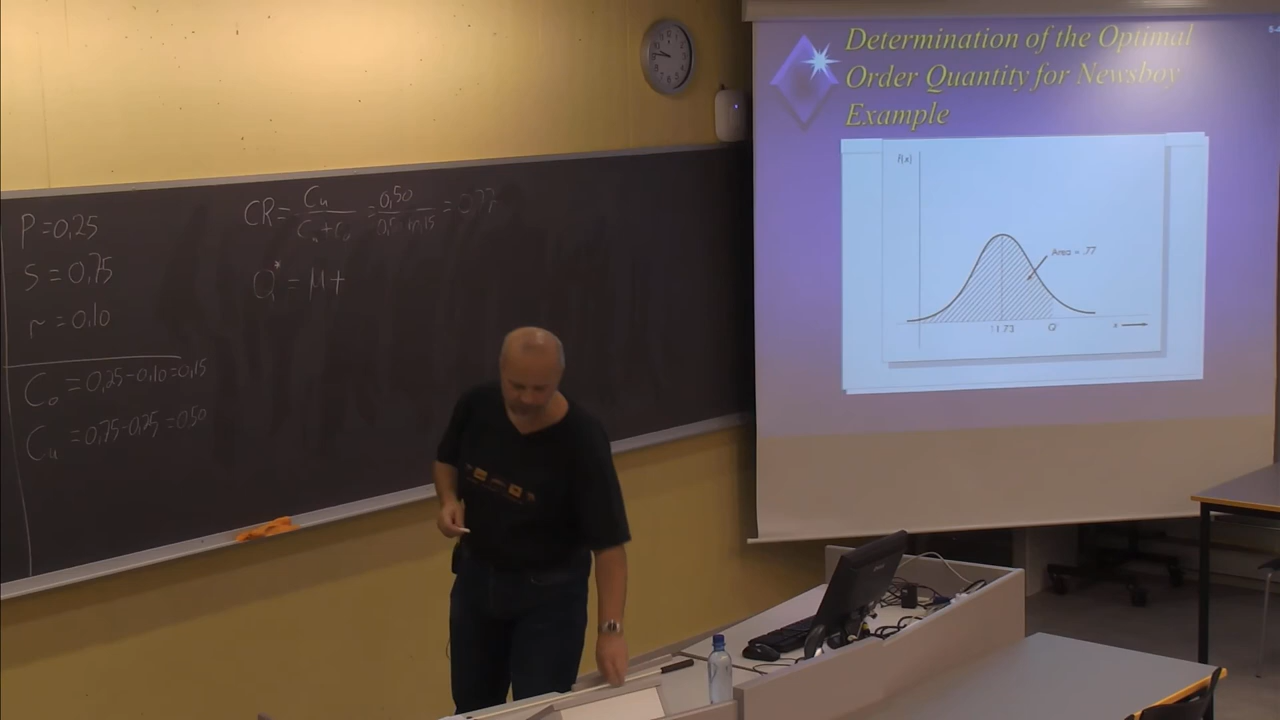 P=0,25
S=0,75
r=0,10
Co=0,25-0,10=0,15
Cu=0,75-0,25=0,50
CR=Cu/(Cu+Co)=0,50/(0,5+0,15)=0,77
Q*=μ+
Determination of the Optimal
Order Quantity for Newsboy
Example
f(x)
Area = .77
11.73
Q*
x